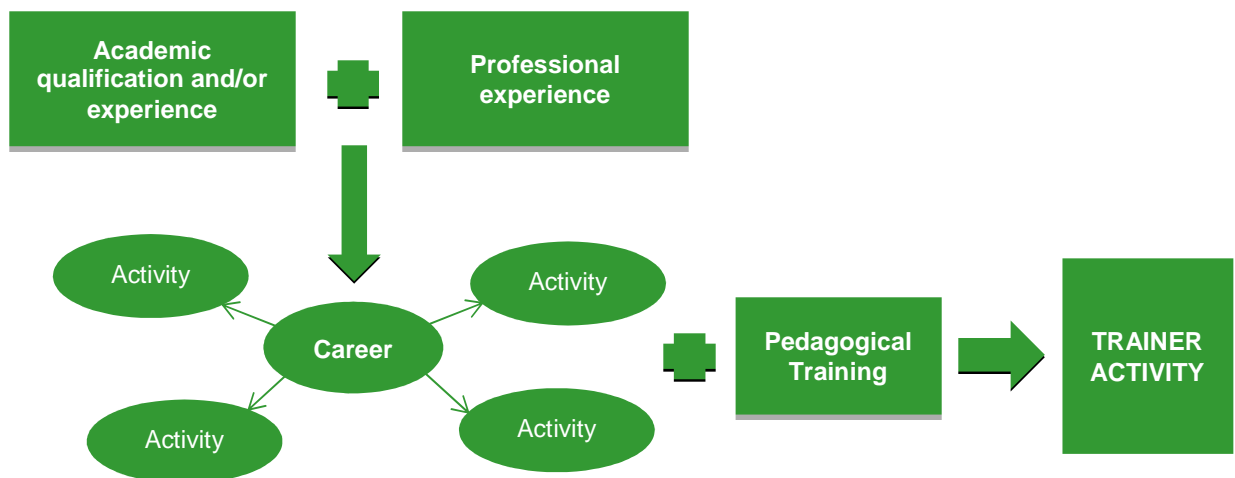 Academic
qualification and/or
experience
Professional
experience
Activity
Activity
Career
Activity
Activity
Pedagogical
Training
TRAINER
ACTIVITY